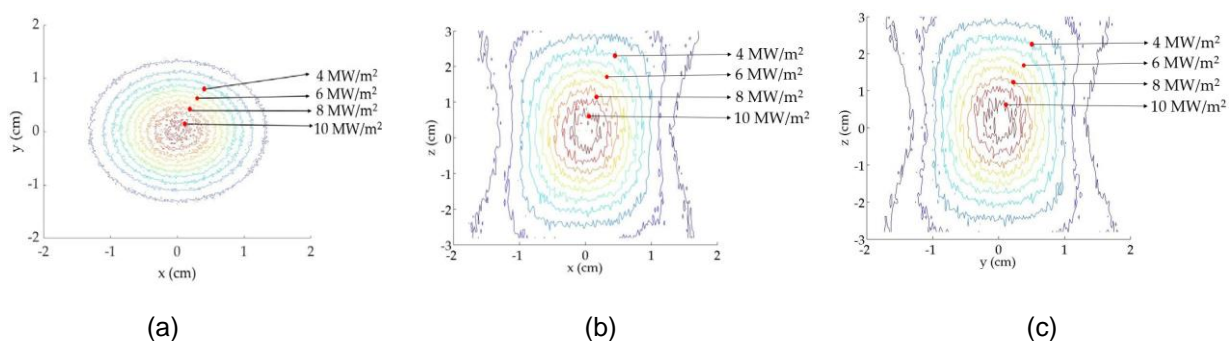 2
1
0
-1
-2
y (cm)
-2 -1 0 1 2
x (cm)
4 MW/m²
6 MW/m²
8 MW/m²
10 MW/m²
(a)
3
2
1
0
-1
-2
-3
z (cm)
-2 -1 0 1 2
x (cm)
4 MW/m²
6 MW/m²
8 MW/m²
10 MW/m²
(b)
3
2
1
0
-1
-2
3
z (cm)
-2 -1 0 1 2
y (cm)
4 MW/m²
6 MW/m²
8 MW/m²
10 MW/m²
(c)